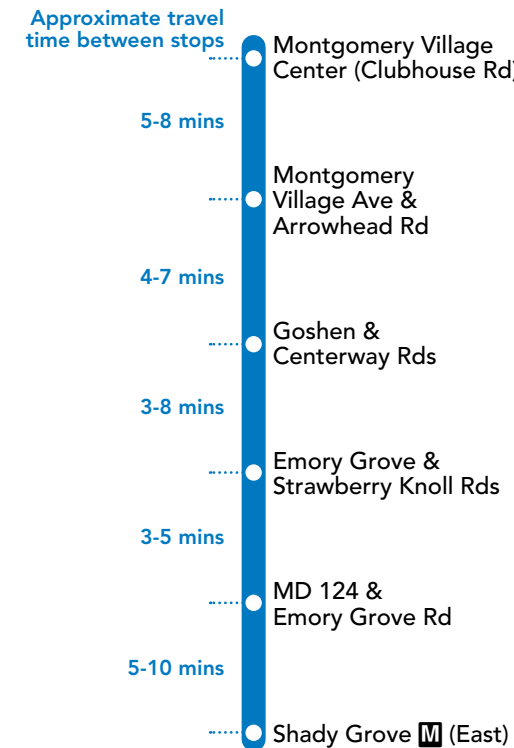 Approximate travel
time between stops
Montgomery Village
Center (Clubhouse Rd)
5-8 mins
Montgomery
Village Ave &
Arrowhead Rd
4-7 mins
Goshen &
Centerway Rds
3-8 mins
Emory Grove &
Strawberry Knoll Rds
3-5 mins
MD 124 &
Emory Grove Rd
5-10 mins
Shady Grove M (East)